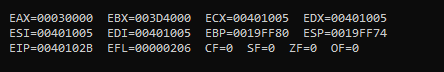 EAX=00030000  EBX=003D4000  ECX=00401005  EDX=00401005
ESI=00401005  EDI=00401005  EBP=0019FF80  ESP=0019FF74
EIP=0040102B  EFL=00000206  CF=0  SF=0  ZF=0  OF=0